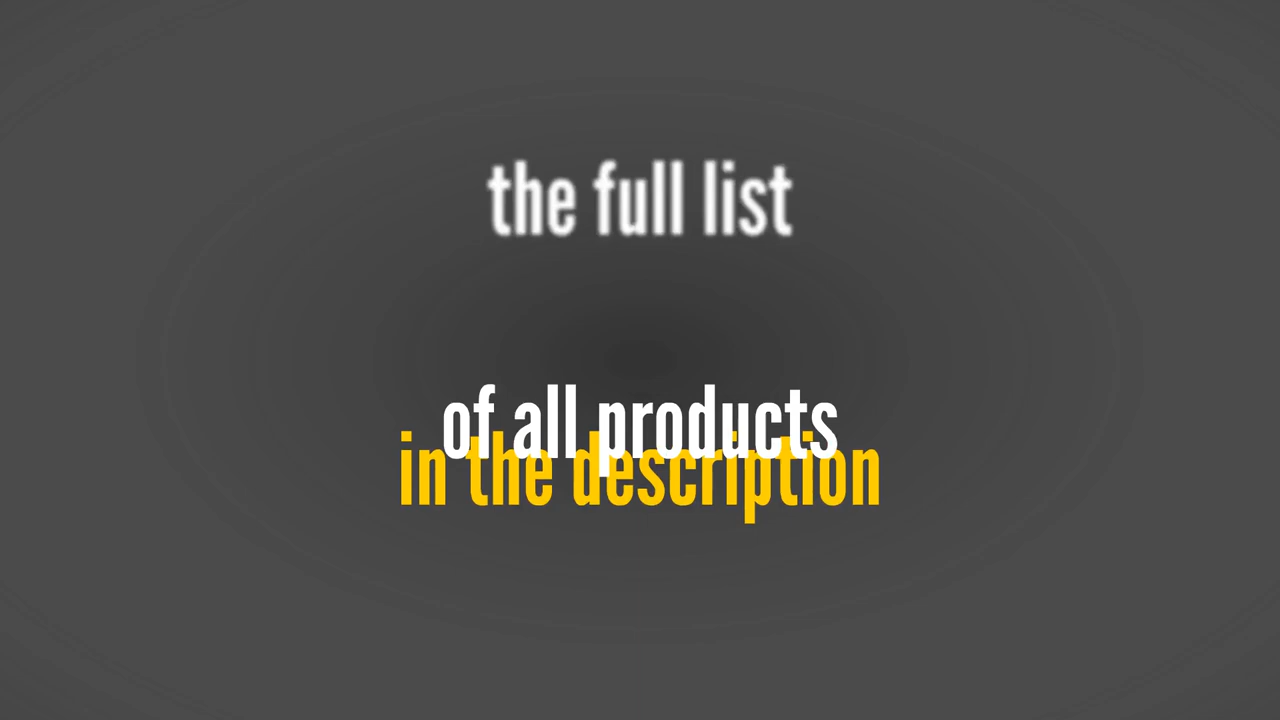 the full list
of all products
in the description